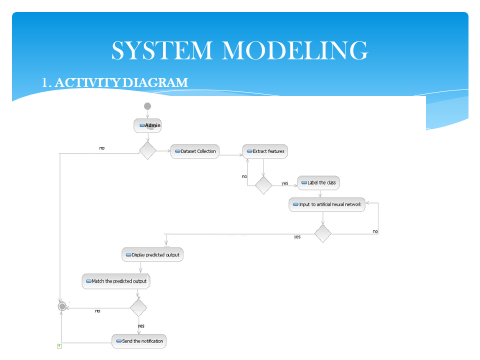 SYSTEM MODELING
1. ACTIVITY DIAGRAM
Admin
no
Dataset Collection
Extract features
no
yes
Label the class
Input to artificial neural network
yes
no
Display predicted output
Match the predicted output
no
yes
Send the notification